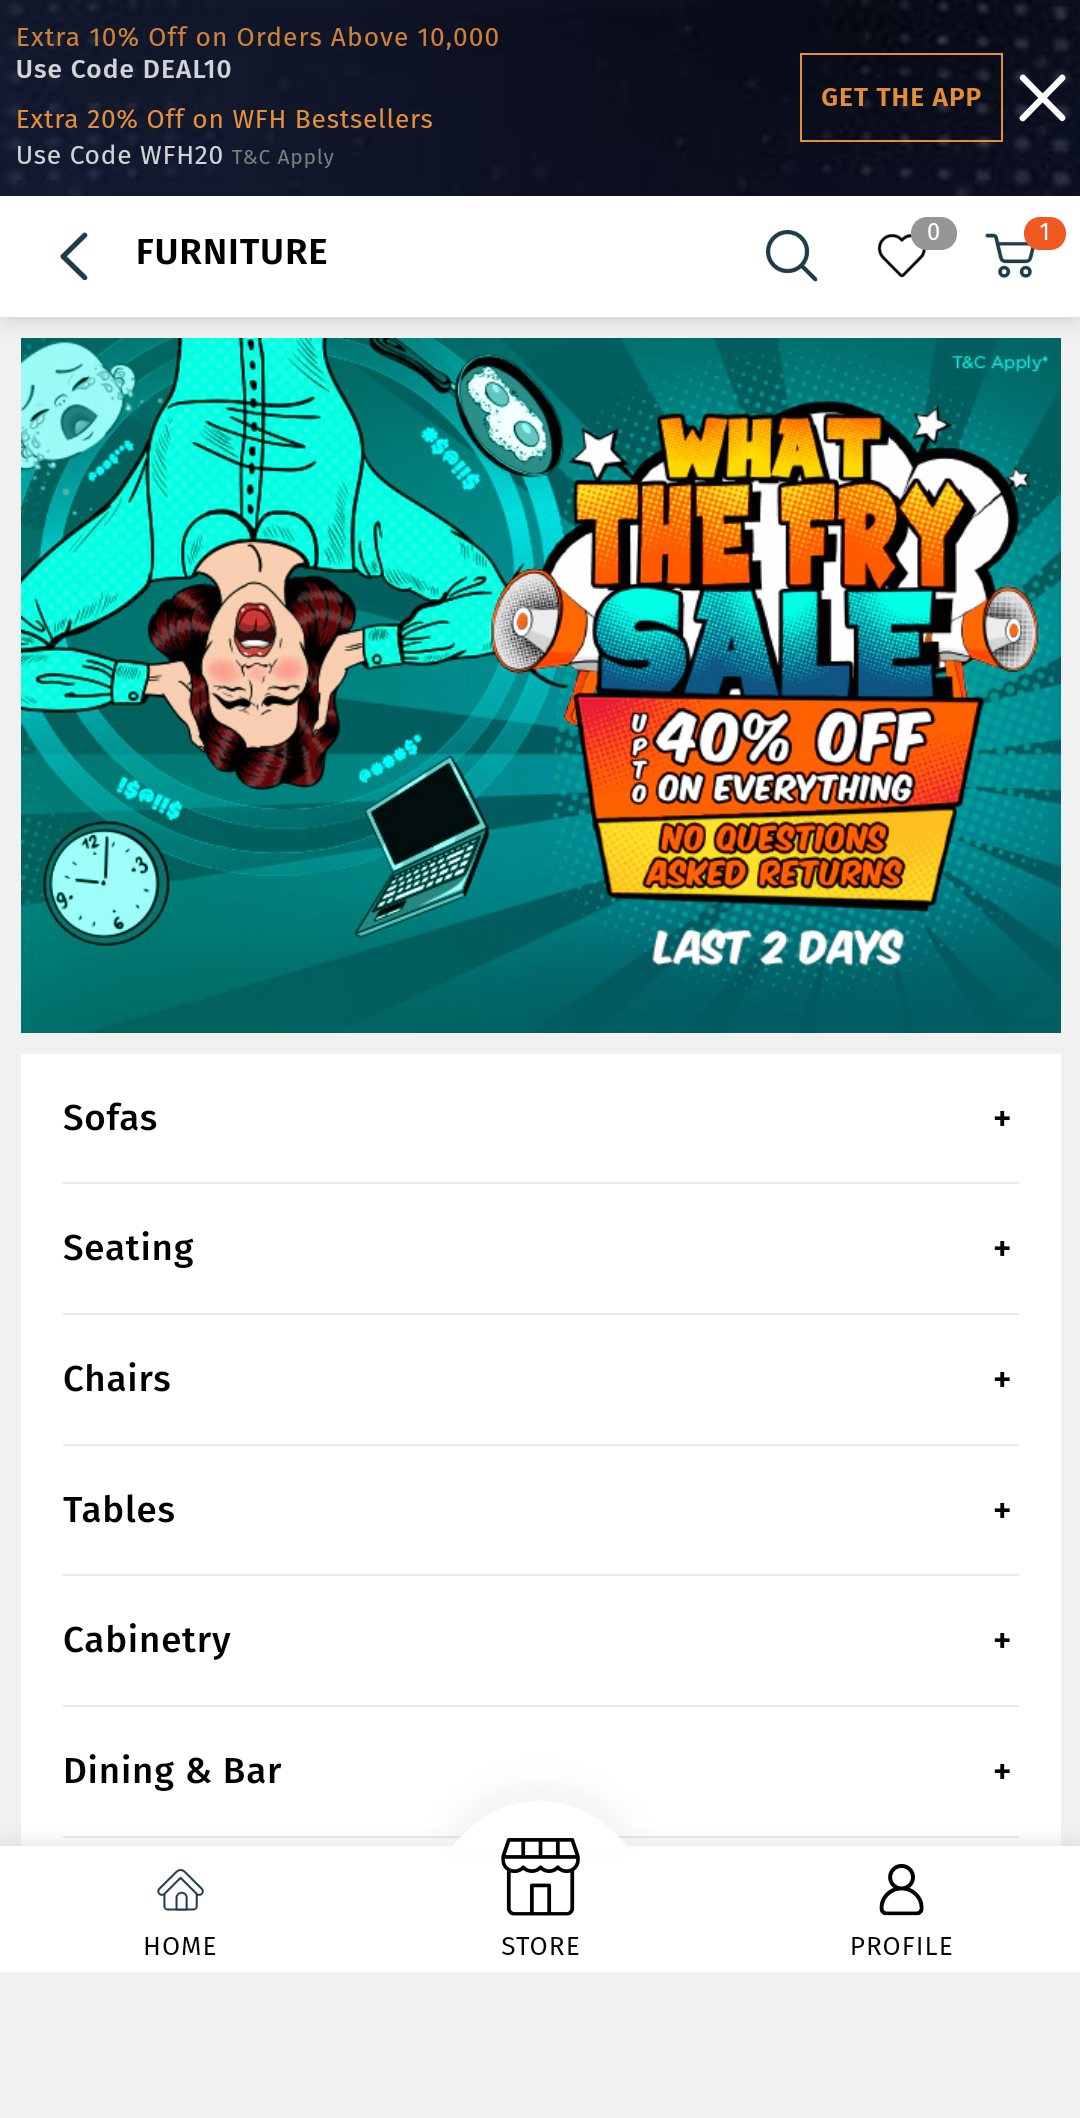 Extra 10% Off on Orders Above 10,000
Use Code DEAL10
Extra 20% Off on WFH Bestsellers
Use Code WFH20 T&C Apply
GET THE APP
FURNITURE
0
1
T&C Apply*
WHAT
THE FRY
SALE
UPTO
40% OFF
ON EVERYTHING
NO QUESTIONS
ASKED RETURNS
LAST 2 DAYS
12
3
6
9
Sofas +
Seating +
Chairs +
Tables +
Cabinetry +
Dining & Bar +
HOME
STORE
PROFILE